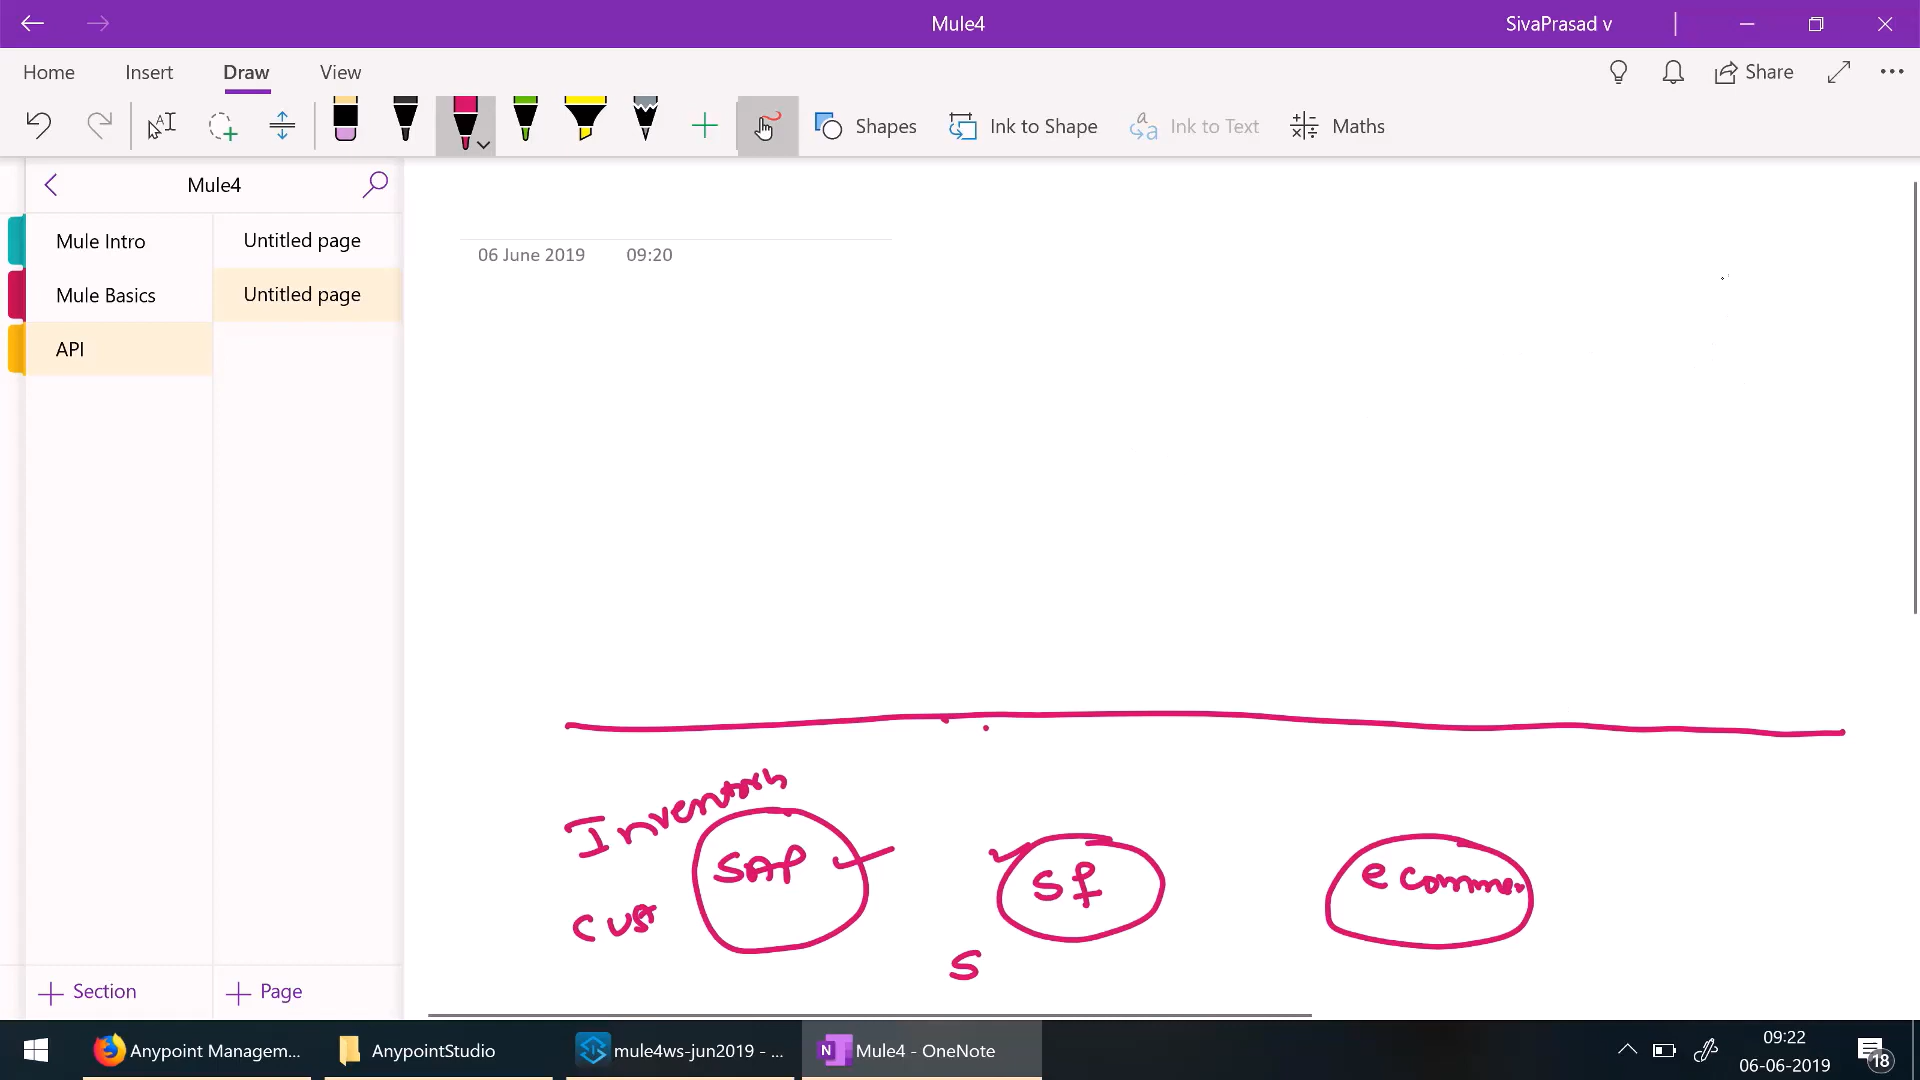 Mule4
SivaPrasad v
Home
Insert
Draw
View
Share
Shapes
Ink to Shape
Ink to Text
Maths
Mule4
Mule Intro
Mule Basics
API
Untitled page
Untitled page
06 June 2019 09:20
Inventory
SAP
Cust
Sf
S
e comme
Section
Page
Anypoint Managem...
AnypointStudio
mule4ws-jun2019 - ...
Mule4 - OneNote
09:22
06-06-2019
18